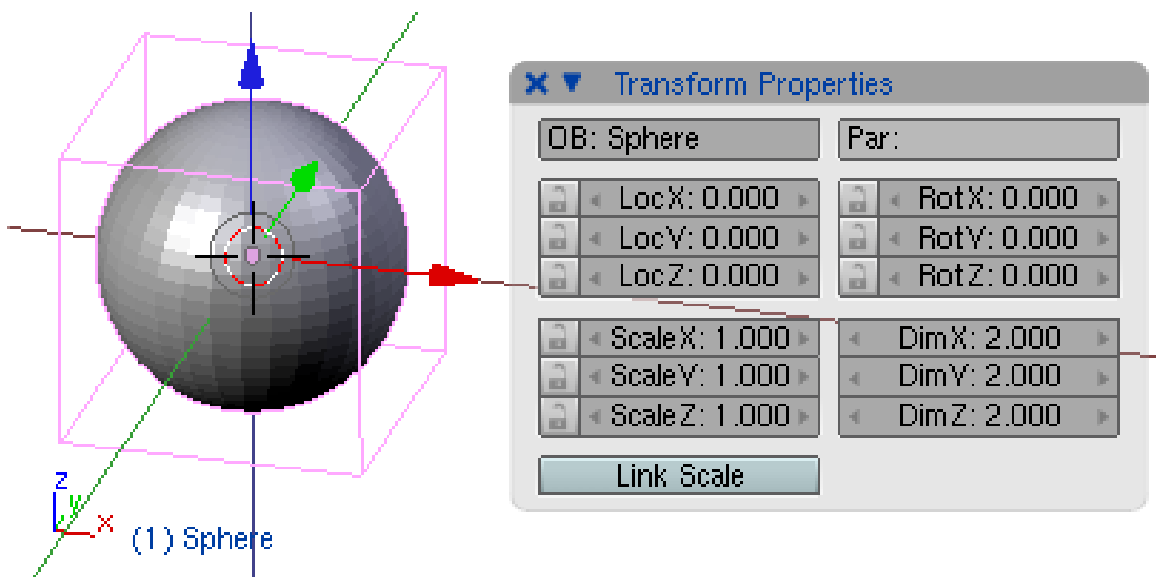 Transform Properties
OB: Sphere
Par:
LocX: 0.000
RotX: 0.000
LocY: 0.000
RotY: 0.000
LocZ: 0.000
RotZ: 0.000
ScaleX: 1.000
DimX: 2.000
ScaleY: 1.000
DimY: 2.000
ScaleZ: 1.000
DimZ: 2.000
Link Scale
z
y
x
(1) Sphere